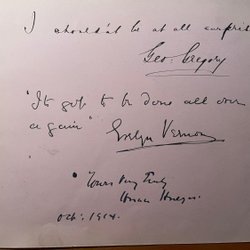 I shouldn't be at all surpris
Geo. Gregory
"It's got to be done all over
again"
Evelyn Vernon
"Yours very truly
Oct. 1914.